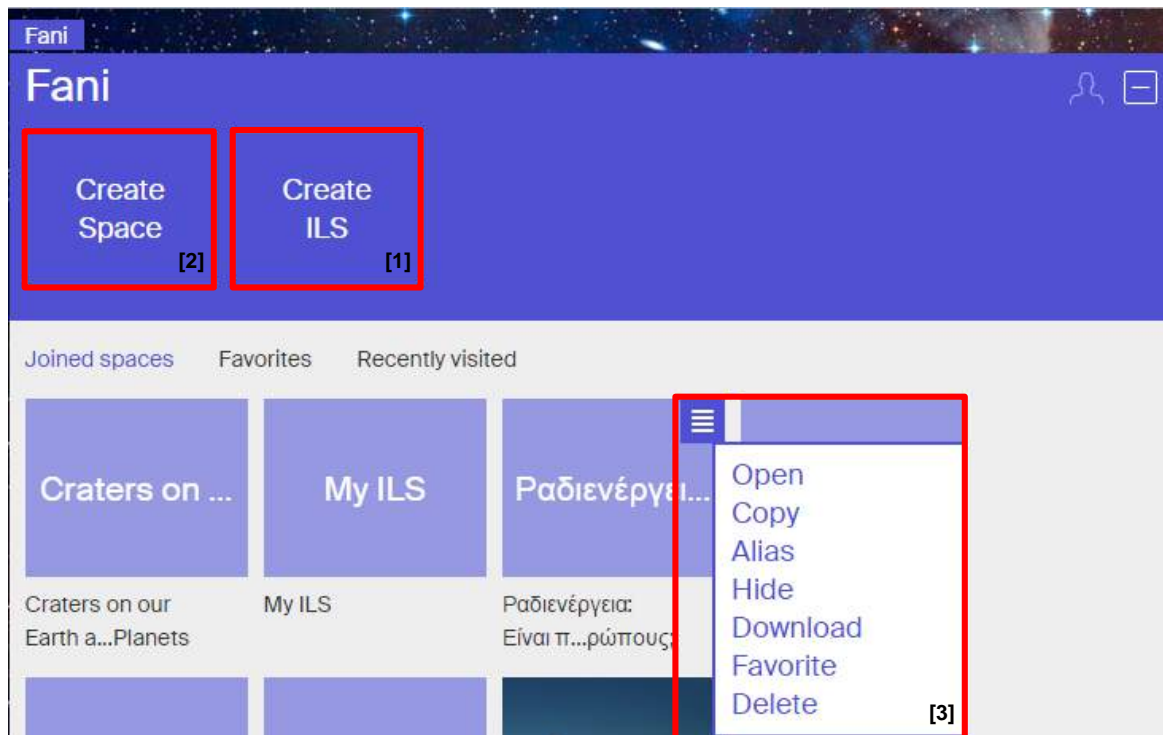 Fani
Fani
Create
Space
[2]
Create
ILS
[1]
Joined spaces Favorites Recently visited
Craters on ...
My ILS
Ραδιενέργει...
Craters on our
Earth a...Planets
My ILS
Ραδιενέργεια:
Είναι π...ρώπους;
Open
Copy
Alias
Hide
Download
Favorite
Delete
[3]